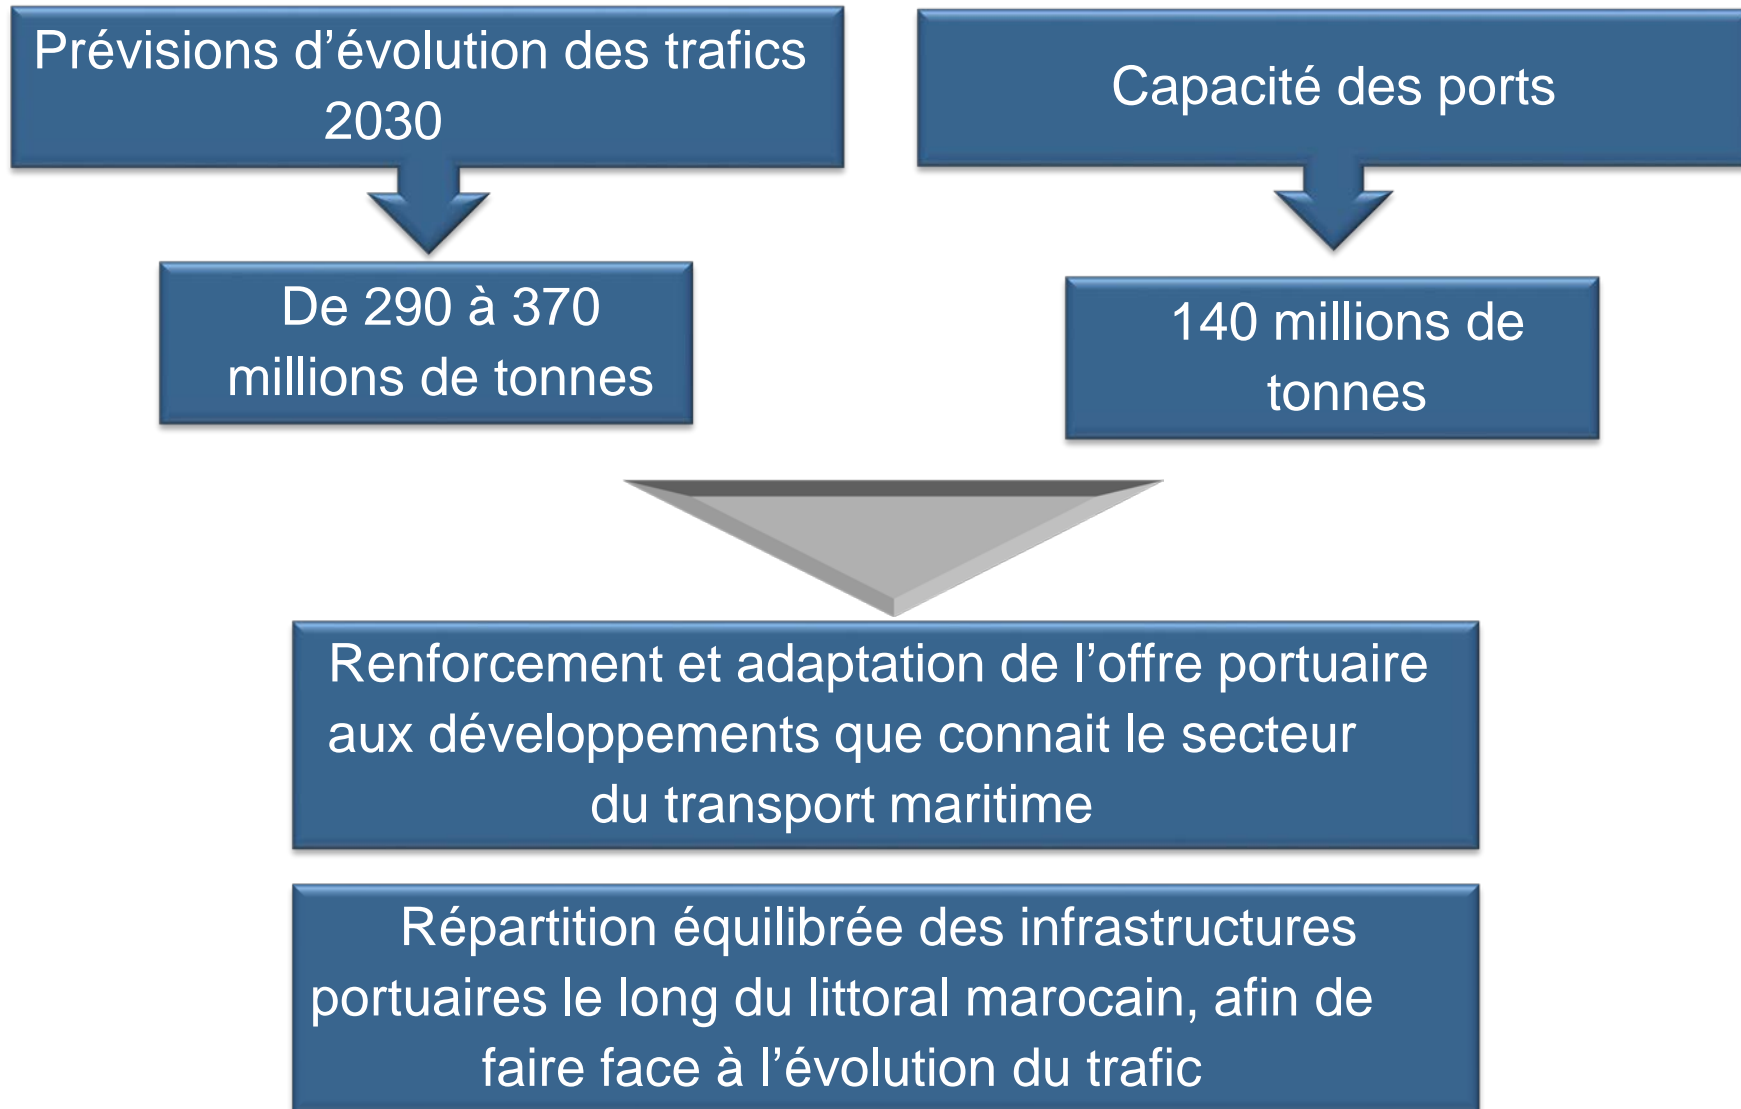 Prévisions d’évolution des trafics
2030
Capacité des ports
De 290 à 370
millions de tonnes
140 millions de
tonnes
Renforcement et adaptation de l’offre portuaire
aux développements que connait le secteur
du transport maritime
Répartition équilibrée des infrastructures
portuaires le long du littoral marocain, afin de
faire face à l’évolution du trafic